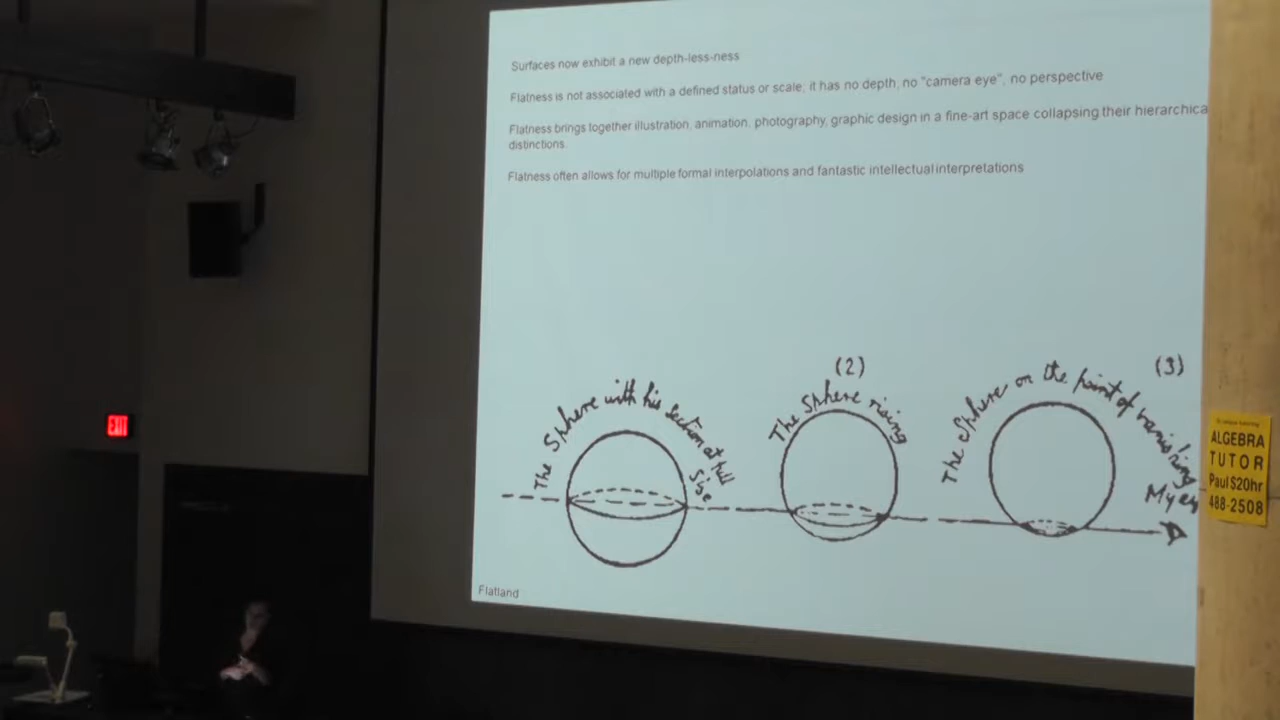 Surfaces now exhibit a new depth-less-ness
Flatness is not associated with a defined status or scale; it has no depth, no "camera eye", no perspective
Flatness brings together illustration, animation, photography, graphic design in a fine-art space collapsing their hierarchica
distinctions.
Flatness often allows for multiple formal interpolations and fantastic intellectual interpretations
The Sphere with his section at full size
(2)
The Sphere rising
(3)
The Sphere on the point of vanishing
My eye
Flatland
EXIT
ALGEBRA
TUTOR
Paul $20hr
488-2508